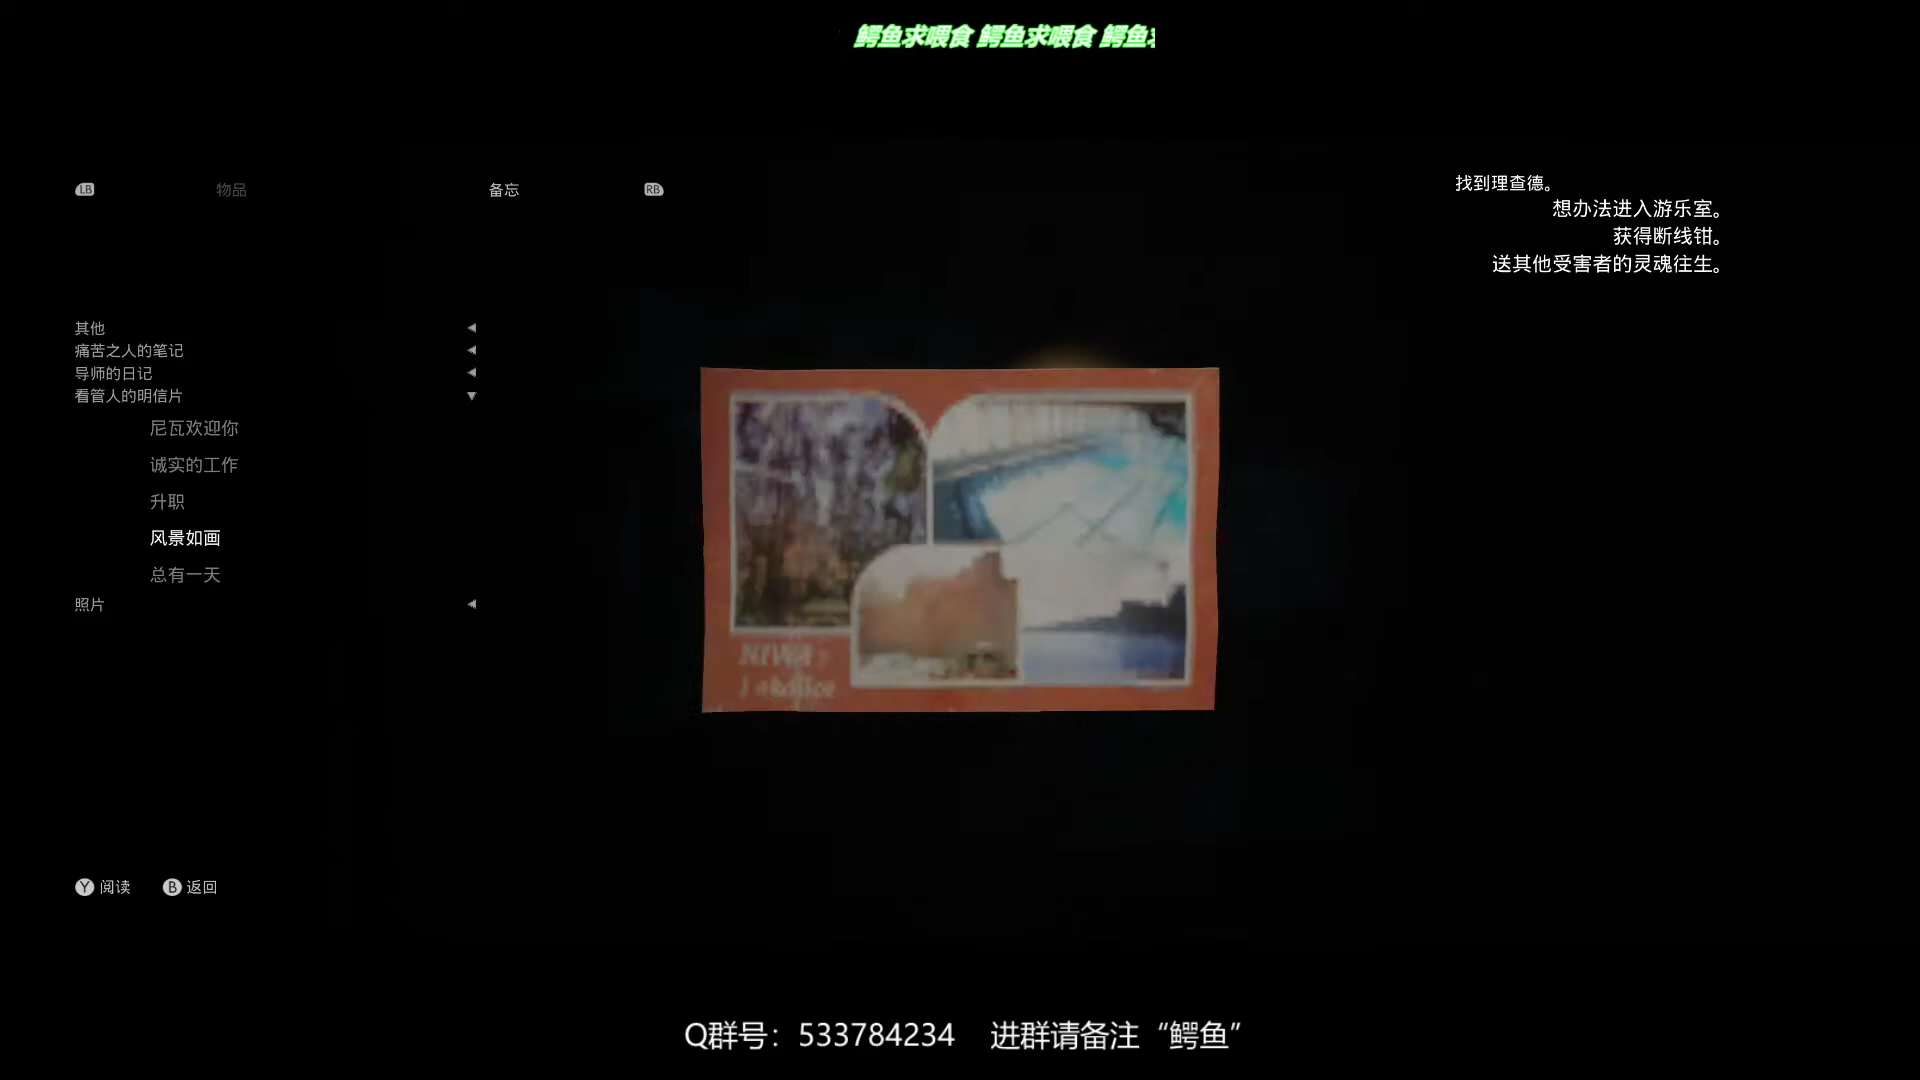 鳄鱼求喂食 鳄鱼求喂食 鳄鱼
LB 物品 备忘 RB
找到理查德。
想办法进入游乐室。
获得断线钳。
送其他受害者的灵魂往生。
其他
痛苦之人的笔记
导师的日记
看管人的明信片
尼瓦欢迎你
诚实的工作
升职
风景如画
总有一天
照片
NIWA
Y 阅读 B 返回
Q群号：533784234 进群请备注“鳄鱼”